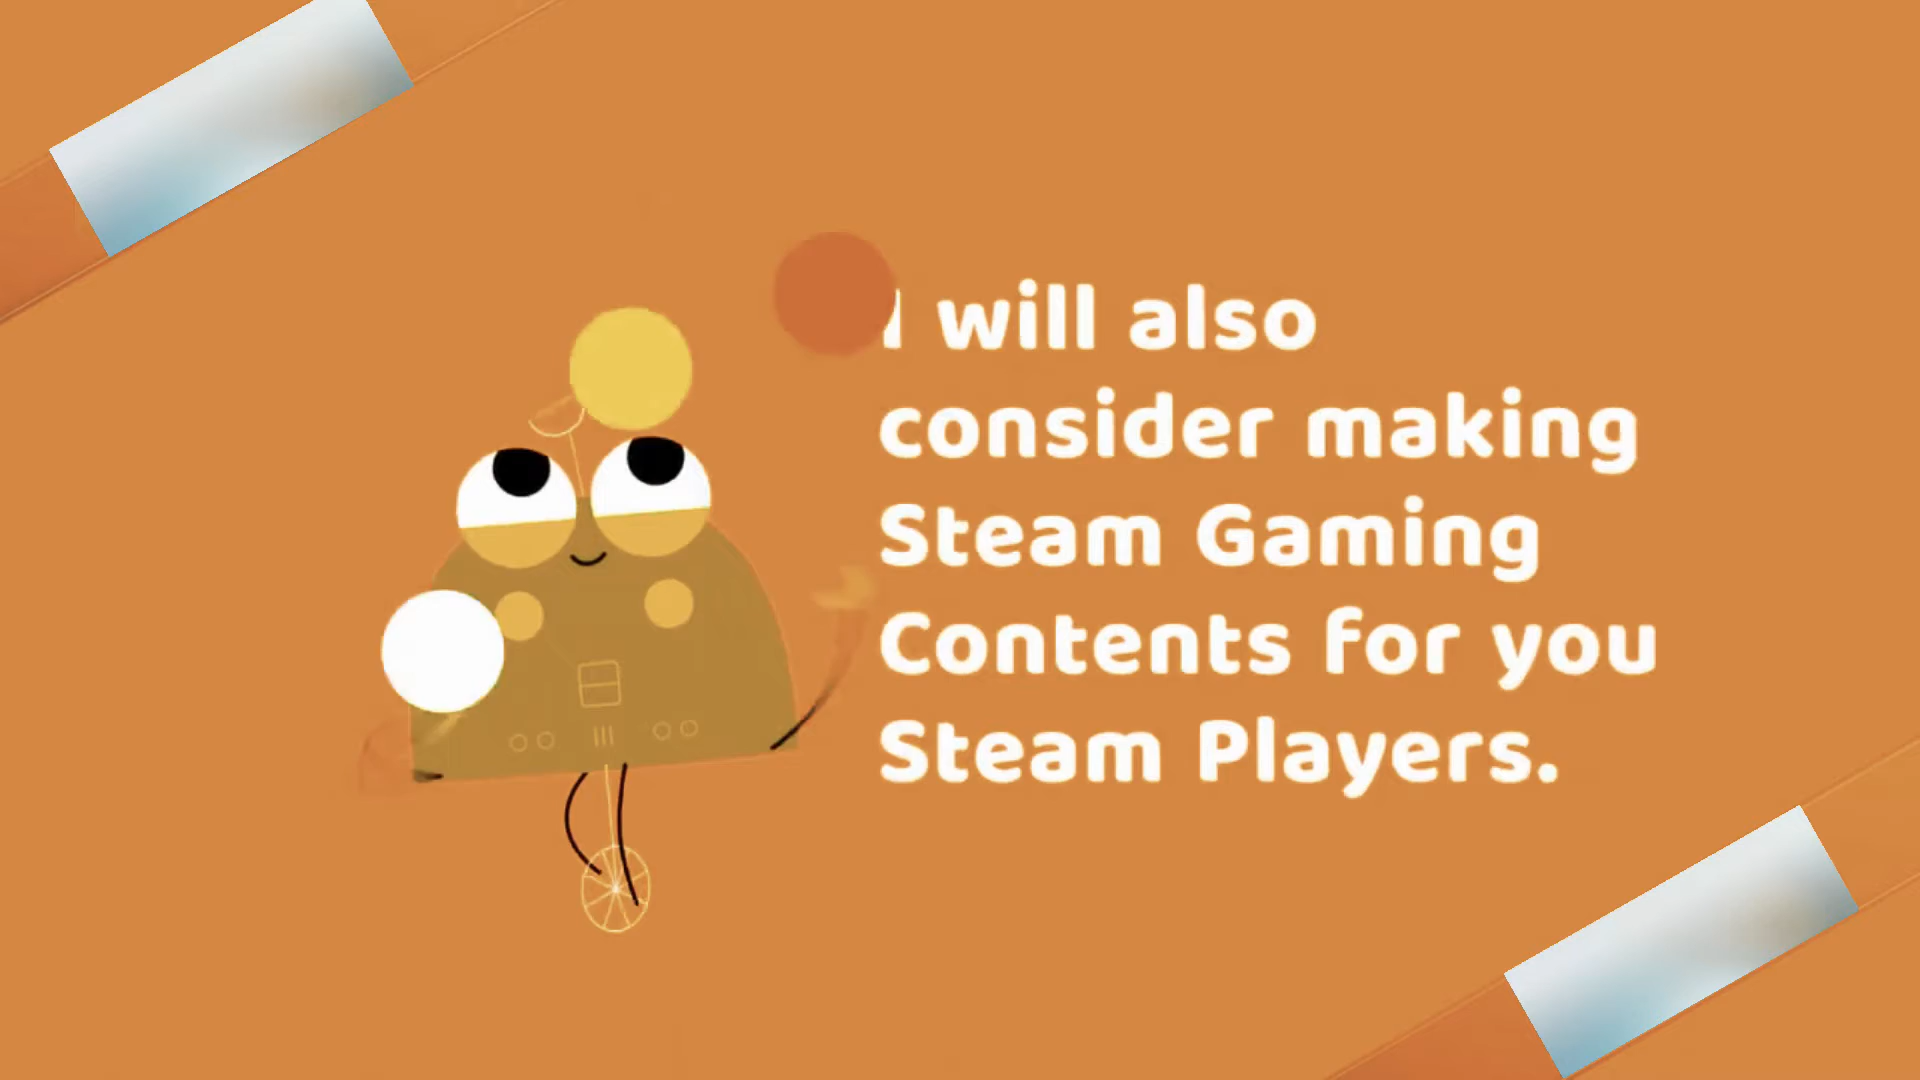 I will also
consider making
Steam Gaming
Contents for you
Steam Players.